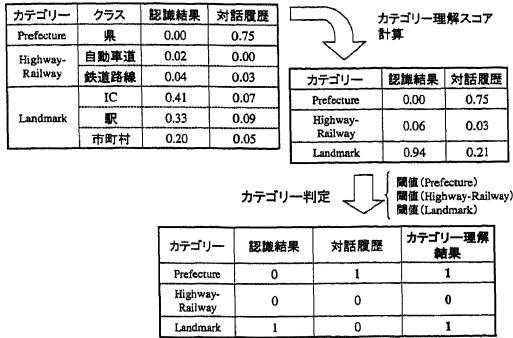 カテゴリー クラス 認識結果 対話履歴
Prefecture 県 0.00 0.75
Highway-Railway 自動車道 0.02 0.00
鉄道路線 0.04 0.03
Landmark IC 0.41 0.07
駅 0.33 0.09
市町村 0.20 0.05
カテゴリー理解スコア
計算
カテゴリー 認識結果 対話履歴
Prefecture 0.00 0.75
Highway-Railway 0.06 0.03
Landmark 0.94 0.21
カテゴリー判定
閾値(Prefecture)
閾値(Highway-Railway)
閾値(Landmark)
カテゴリー 認識結果 対話履歴 カテゴリー理解結果
Prefecture 0 1 1
Highway-Railway 0 0 0
Landmark 1 0 1